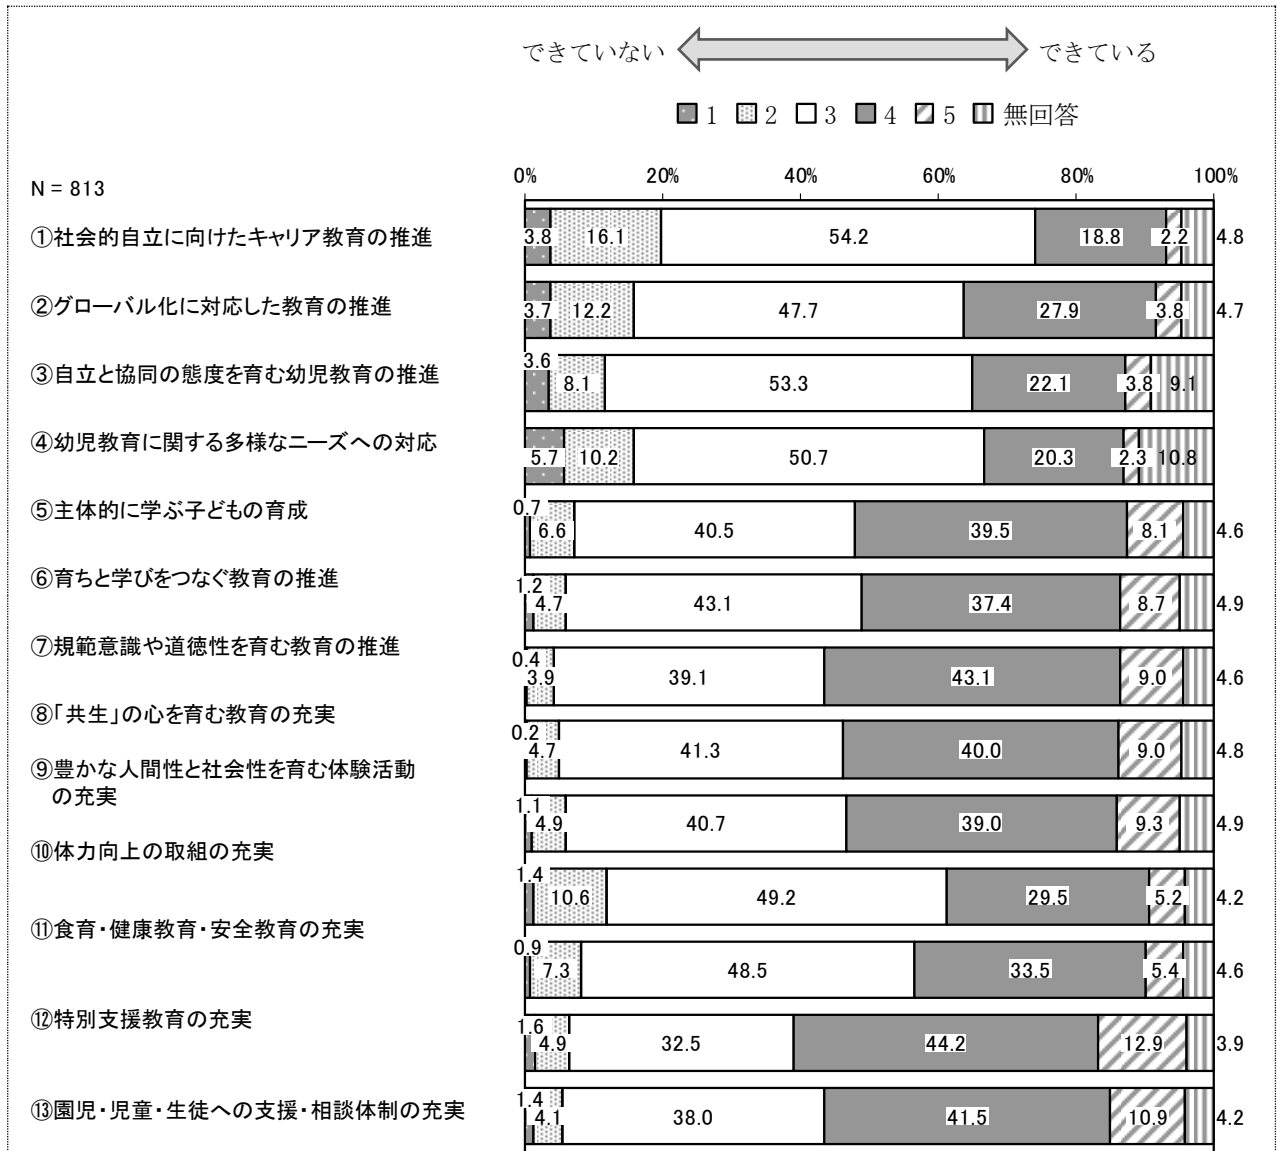 できていない できている
1 2 3 4 5 無回答
N = 813
0% 20% 40% 60% 80% 100%
①社会的自立に向けたキャリア教育の推進
3.8 16.1 54.2 18.8 2.2 4.8
②グローバル化に対応した教育の推進
3.7 12.2 47.7 27.9 3.8 4.7
③自立と協同の態度を育む幼児教育の推進
3.6 8.1 53.3 22.1 3.8 9.1
④幼児教育に関する多様なニーズへの対応
5.7 10.2 50.7 20.3 2.3 10.8
⑤主体的に学ぶ子どもの育成
0.7 6.6 40.5 39.5 8.1 4.6
⑥育ちと学びをつなぐ教育の推進
1.2 4.7 43.1 37.4 8.7 4.9
⑦規範意識や道徳性を育む教育の推進
0.4 3.9 39.1 43.1 9.0 4.6
⑧「共生」の心を育む教育の充実
0.2 4.7 41.3 40.0 9.0 4.8
⑨豊かな人間性と社会性を育む体験活動
の充実
1.1 4.9 40.7 39.0 9.3 4.9
⑩体力向上の取組の充実
1.4 10.6 49.2 29.5 5.2 4.2
⑪食育・健康教育・安全教育の充実
0.9 7.3 48.5 33.5 5.4 4.6
⑫特別支援教育の充実
1.6 4.9 32.5 44.2 12.9 3.9
⑬園児・児童・生徒への支援・相談体制の充実
1.4 4.1 38.0 41.5 10.9 4.2